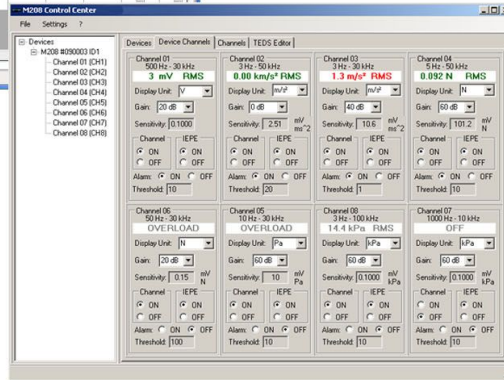 M208 Control Center
File Settings ?
Devices
M208 #090003 ID1
Channel 01 (CH1)
Channel 02 (CH2)
Channel 03 (CH3)
Channel 04 (CH4)
Channel 05 (CH5)
Channel 06 (CH6)
Channel 07 (CH7)
Channel 08 (CH8)
Devices Device Channels Channels TEDS Editor
Channel 01
500 Hz - 30 kHz
3 mV RMS
Display Unit: V
Gain: 20 dB
Sensitivity: 0.1000
Channel IEPE
ON ON
OFF OFF
Alarm: ON OFF
Threshold: 10
Channel 02
3 Hz - 50 kHz
0.00 km/s² RMS
Display Unit: m/s²
Gain: 0 dB
Sensitivity: 2.51 mV
ms^2
Channel IEPE
ON ON
OFF OFF
Alarm: ON OFF
Threshold: 20
Channel 03
3 Hz - 30 kHz
1.3 m/s² RMS
Display Unit: m/s²
Gain: 40 dB
Sensitivity: 10.6 mV
ms^2
Channel IEPE
ON ON
OFF OFF
Alarm: ON OFF
Threshold: 1
Channel 04
5 Hz - 50 kHz
0.092 N RMS
Display Unit: N
Gain: 60 dB
Sensitivity: 101.2 mV
N
Channel IEPE
ON ON
OFF OFF
Alarm: ON OFF
Threshold: 10
Channel 06
50 Hz - 30 kHz
OVERLOAD
Display Unit: N
Gain: 20 dB
Sensitivity: 0.15 mV
N
Channel IEPE
ON ON
OFF OFF
Alarm: ON OFF
Threshold: 100
Channel 05
10 Hz - 30 kHz
OVERLOAD
Display Unit: Pa
Gain: 60 dB
Sensitivity: 10 mV
Pa
Channel IEPE
ON ON
OFF OFF
Alarm: ON OFF
Threshold: 10
Channel 08
3 Hz - 100 kHz
14.4 kPa RMS
Display Unit: kPa
Gain: 60 dB
Sensitivity: 0.1000 mV
kPa
Channel IEPE
ON ON
OFF OFF
Alarm: ON OFF
Threshold: 10
Channel 07
1000 Hz - 10 kHz
OFF
Display Unit: kPa
Gain: 60 dB
Sensitivity: 0.1000 mV
kPa
Channel IEPE
ON ON
OFF OFF
Alarm: ON OFF
Threshold: 10